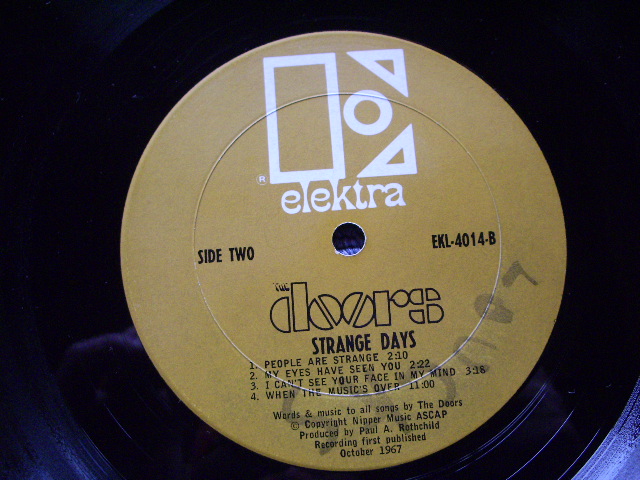 ®
elektra
SIDE TWO
EKL-4014-B
THE
doors
STRANGE DAYS
1. PEOPLE ARE STRANGE 2:10
2. MY EYES HAVE SEEN YOU 2:22
3. I CAN'T SEE YOUR FACE IN MY MIND 3:18
4. WHEN THE MUSIC'S OVER 11:00
Words & music to all songs by The Doors
© Copyright Nipper Music ASCAP
Produced by Paul A. Rothchild
Recording first published
October 1967